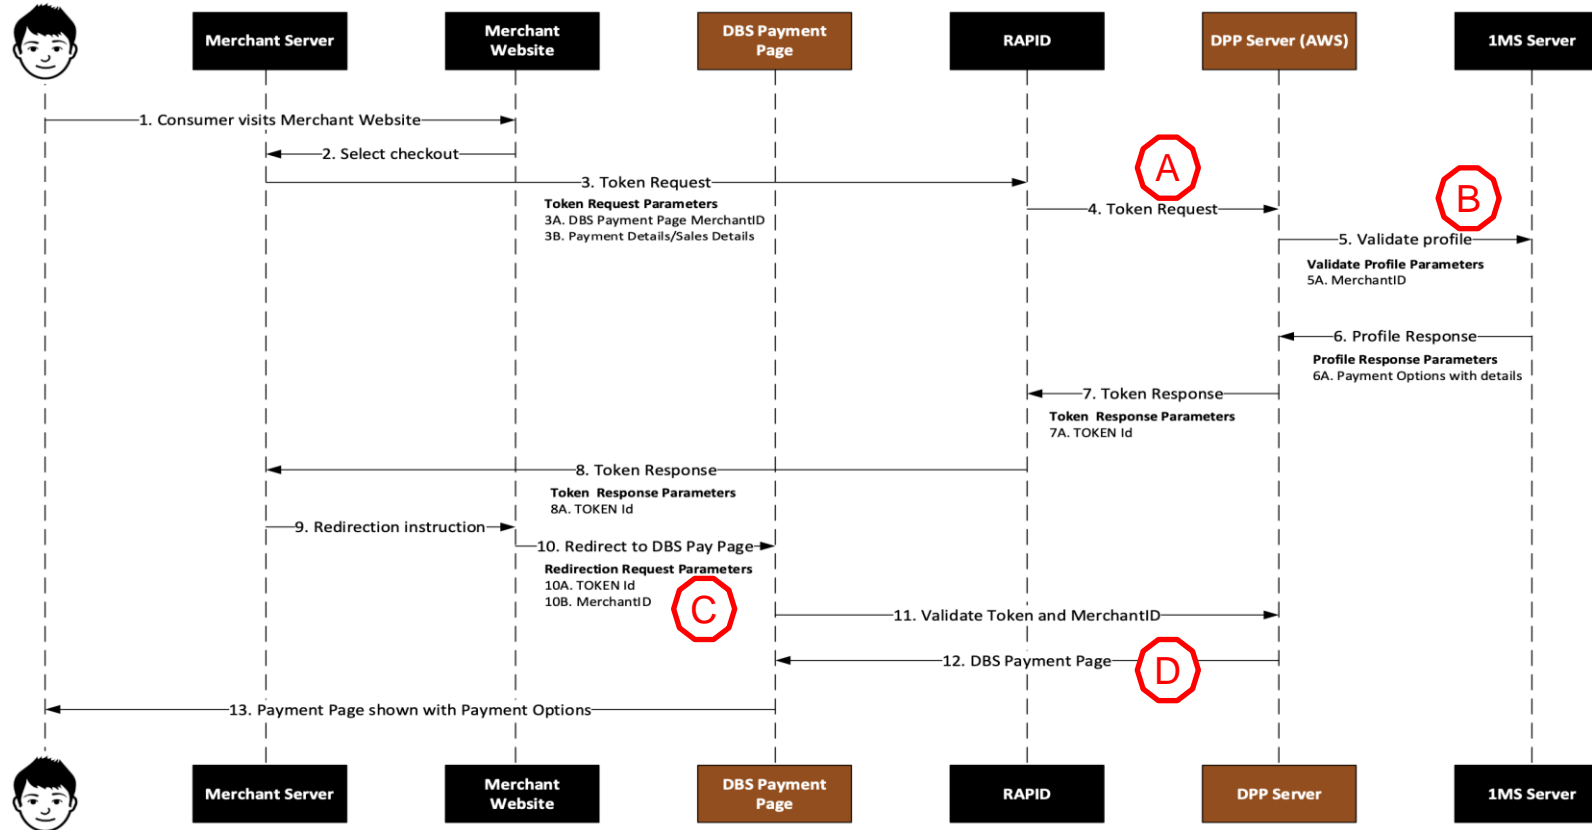 Merchant Server
Merchant
Website
DBS Payment
Page
RAPID
DPP Server (AWS)
1MS Server
1. Consumer visits Merchant Website
2. Select checkout
A
3. Token Request
Token Request Parameters
3A. DBS Payment Page MerchantID
3B. Payment Details/Sales Details
4. Token Request
B
5. Validate profile
Validate Profile Parameters
5A. MerchantID
6. Profile Response
Profile Response Parameters
6A. Payment Options with details
7. Token Response
Token Response Parameters
7A. TOKEN Id
8. Token Response
Token Response Parameters
8A. TOKEN Id
9. Redirection instruction
10. Redirect to DBS Pay Page
Redirection Request Parameters
10A. TOKEN Id
10B. MerchantID
C
11. Validate Token and MerchantID
12. DBS Payment Page
D
13. Payment Page shown with Payment Options
Merchant Server
Merchant
Website
DBS Payment
Page
RAPID
DPP Server
1MS Server